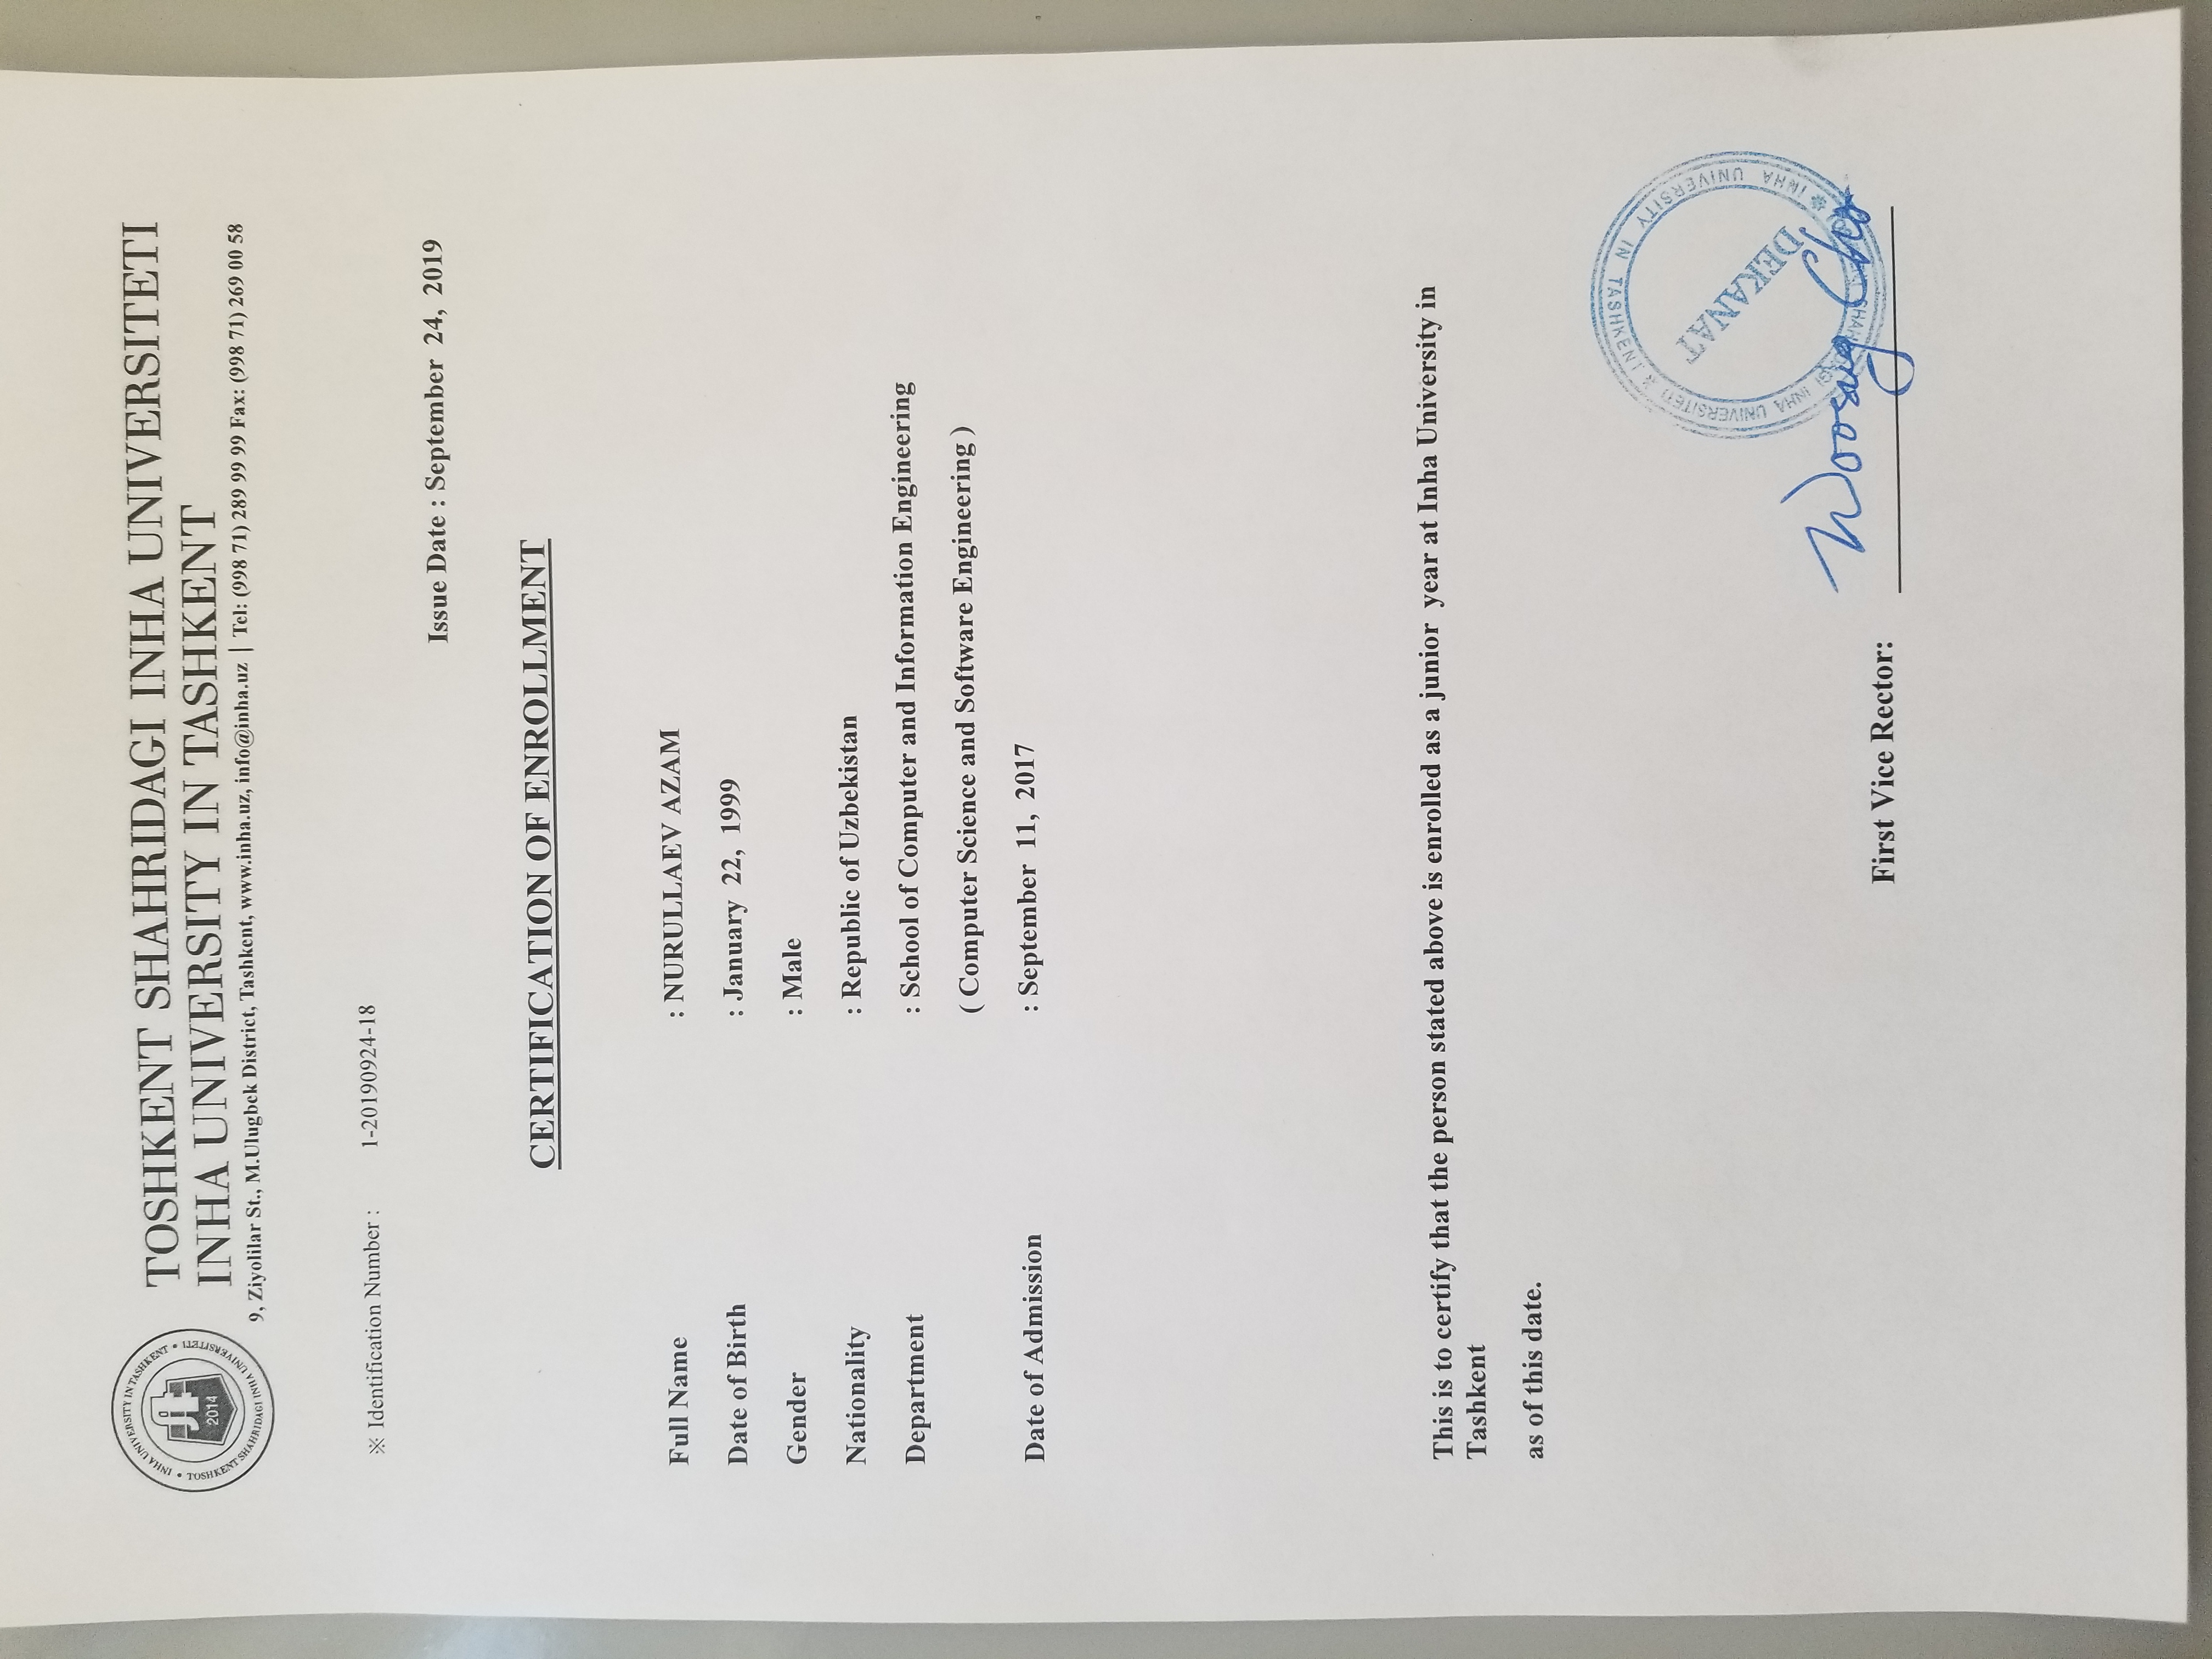 • INHA UNIVERSITY IN TASHKENT •
TOSHKENT SHAHRIDAGI INHA UNIVERSITETI
2014
TOSHKENT SHAHRIDAGI INHA UNIVERSITETI
INHA UNIVERSITY IN TASHKENT
9, Ziyolilar St., M.Ulugbek District, Tashkent, www.inha.uz, info@inha.uz | Tel: (998 71) 289 99 99 Fax: (998 71) 269 00 58
※ Identification Number : 1-20190924-18
Issue Date : September 24, 2019
CERTIFICATION OF ENROLLMENT
Full Name : NURULLAEV AZAM
Date of Birth : January 22, 1999
Gender : Male
Nationality : Republic of Uzbekistan
Department : School of Computer and Information Engineering
( Computer Science and Software Engineering )
Date of Admission : September 11, 2017
This is to certify that the person stated above is enrolled as a junior year at Inha University in
Tashkent
as of this date.
INHA UNIVERSITY IN TASHKENT
INHA UNIVERSITETI
DEKANAT
First Vice Rector: